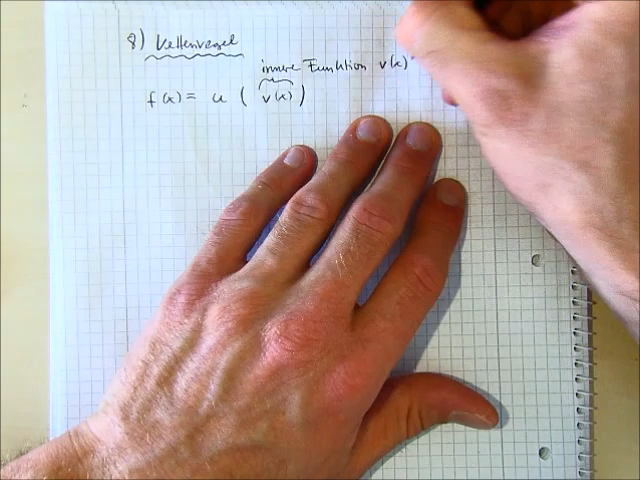 8) Kettenregel
innere Funktion v(x)
f(x) = u ( v(x) )